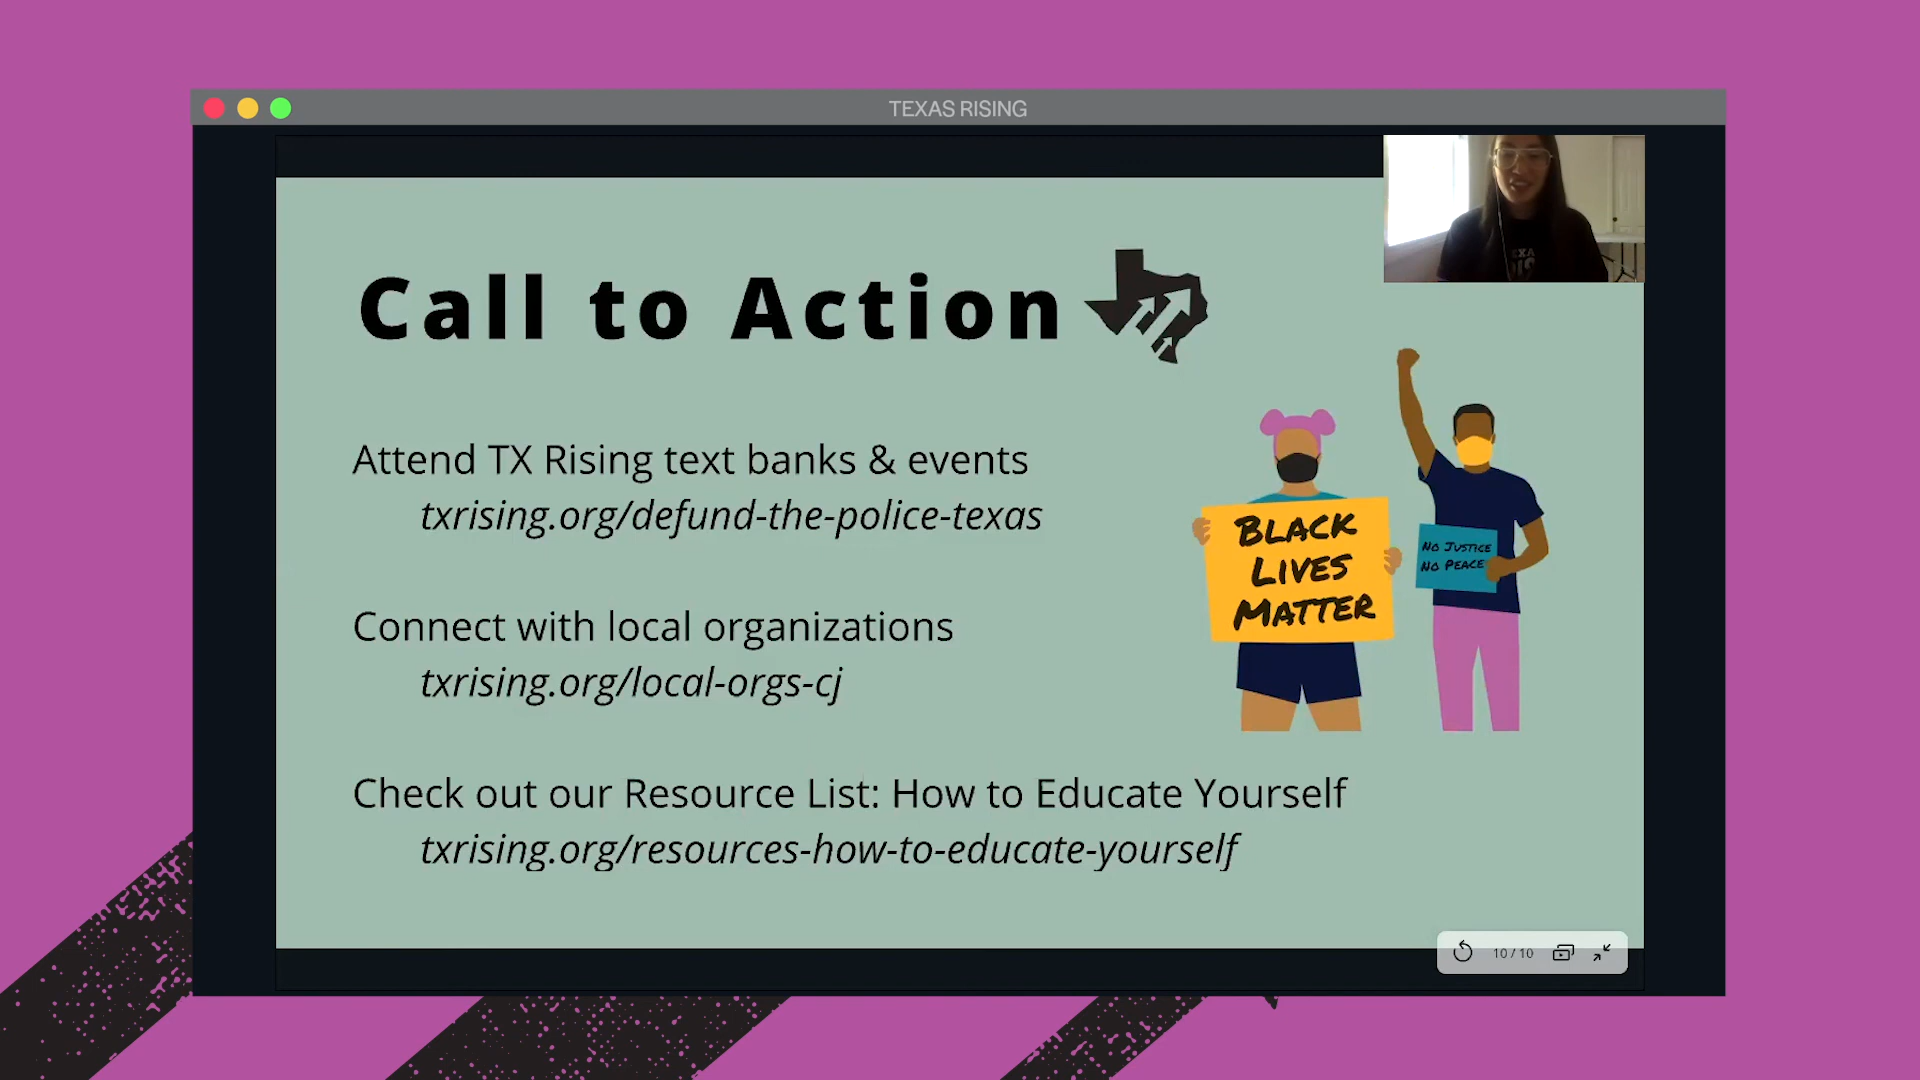 TEXAS RISING
Call to Action
Attend TX Rising text banks & events
txrising.org/defund-the-police-texas
Connect with local organizations
txrising.org/local-orgs-cj
Check out our Resource List: How to Educate Yourself
txrising.org/resources-how-to-educate-yourself
BLACK
LIVES
MATTER
NO JUSTICE
NO PEACE
10 / 10